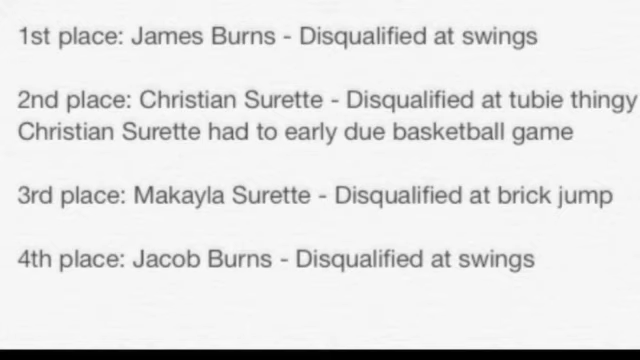 1st place: James Burns - Disqualified at swings
2nd place: Christian Surette - Disqualified at tubie thingy
Christian Surette had to early due basketball game
3rd place: Makayla Surette - Disqualified at brick jump
4th place: Jacob Burns - Disqualified at swings